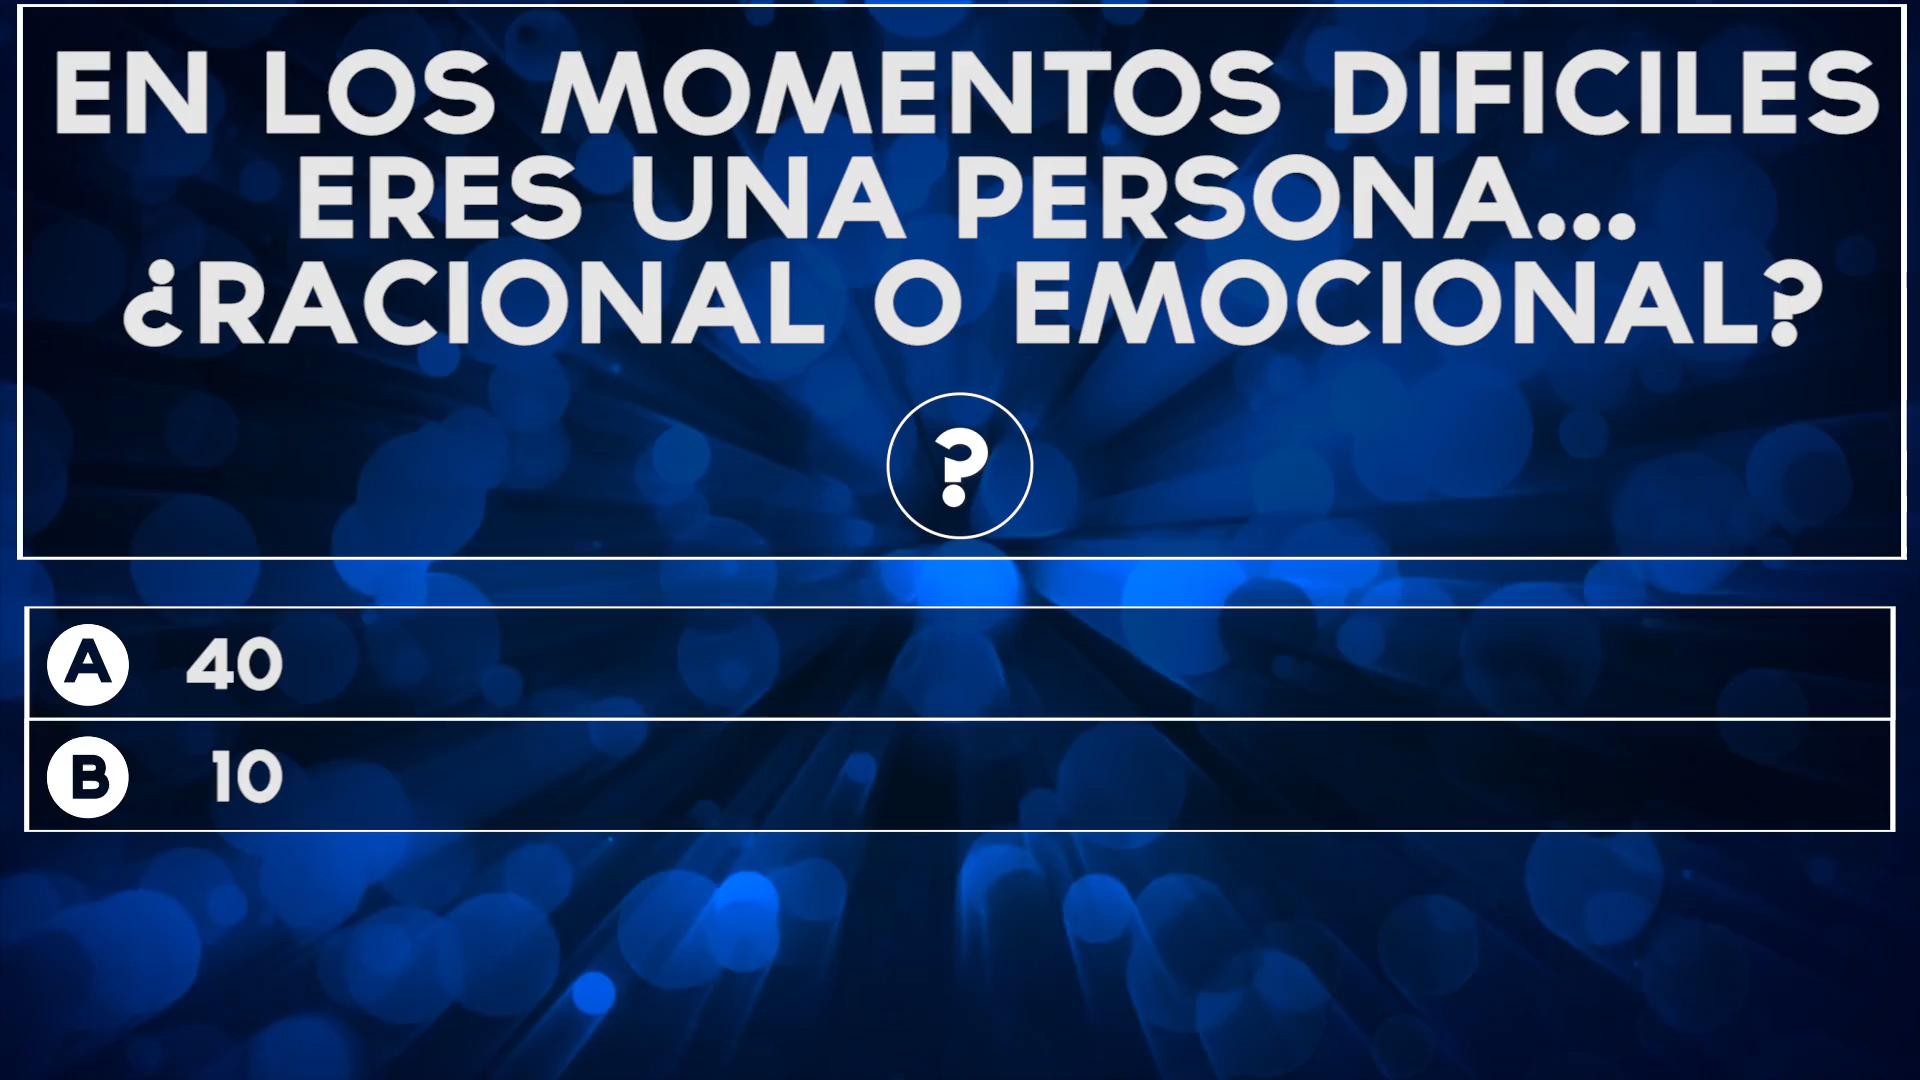 EN LOS MOMENTOS DIFICILES
ERES UNA PERSONA...
¿RACIONAL O EMOCIONAL?
?
A 40
B 10